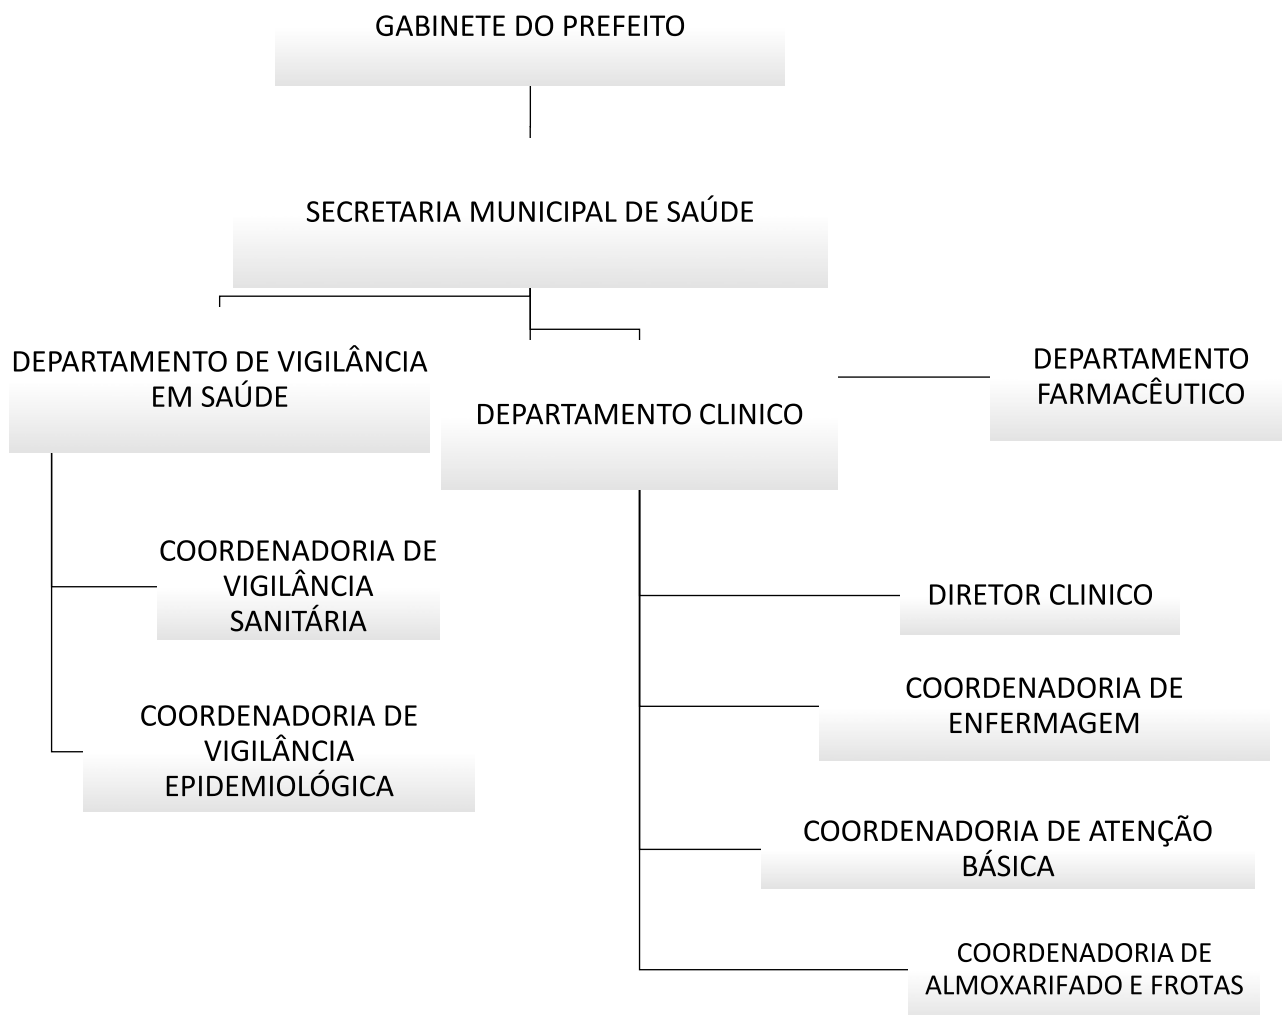 GABINETE DO PREFEITO
SECRETARIA MUNICIPAL DE SAÚDE
DEPARTAMENTO DE VIGILÂNCIA
EM SAÚDE
DEPARTAMENTO CLINICO
DEPARTAMENTO
FARMACÊUTICO
COORDENADORIA DE
VIGILÂNCIA
SANITÁRIA
COORDENADORIA DE
VIGILÂNCIA
EPIDEMIOLÓGICA
DIRETOR CLINICO
COORDENADORIA DE
ENFERMAGEM
COORDENADORIA DE ATENÇÃO
BÁSICA
COORDENADORIA DE
ALMOXARIFADO E FROTAS